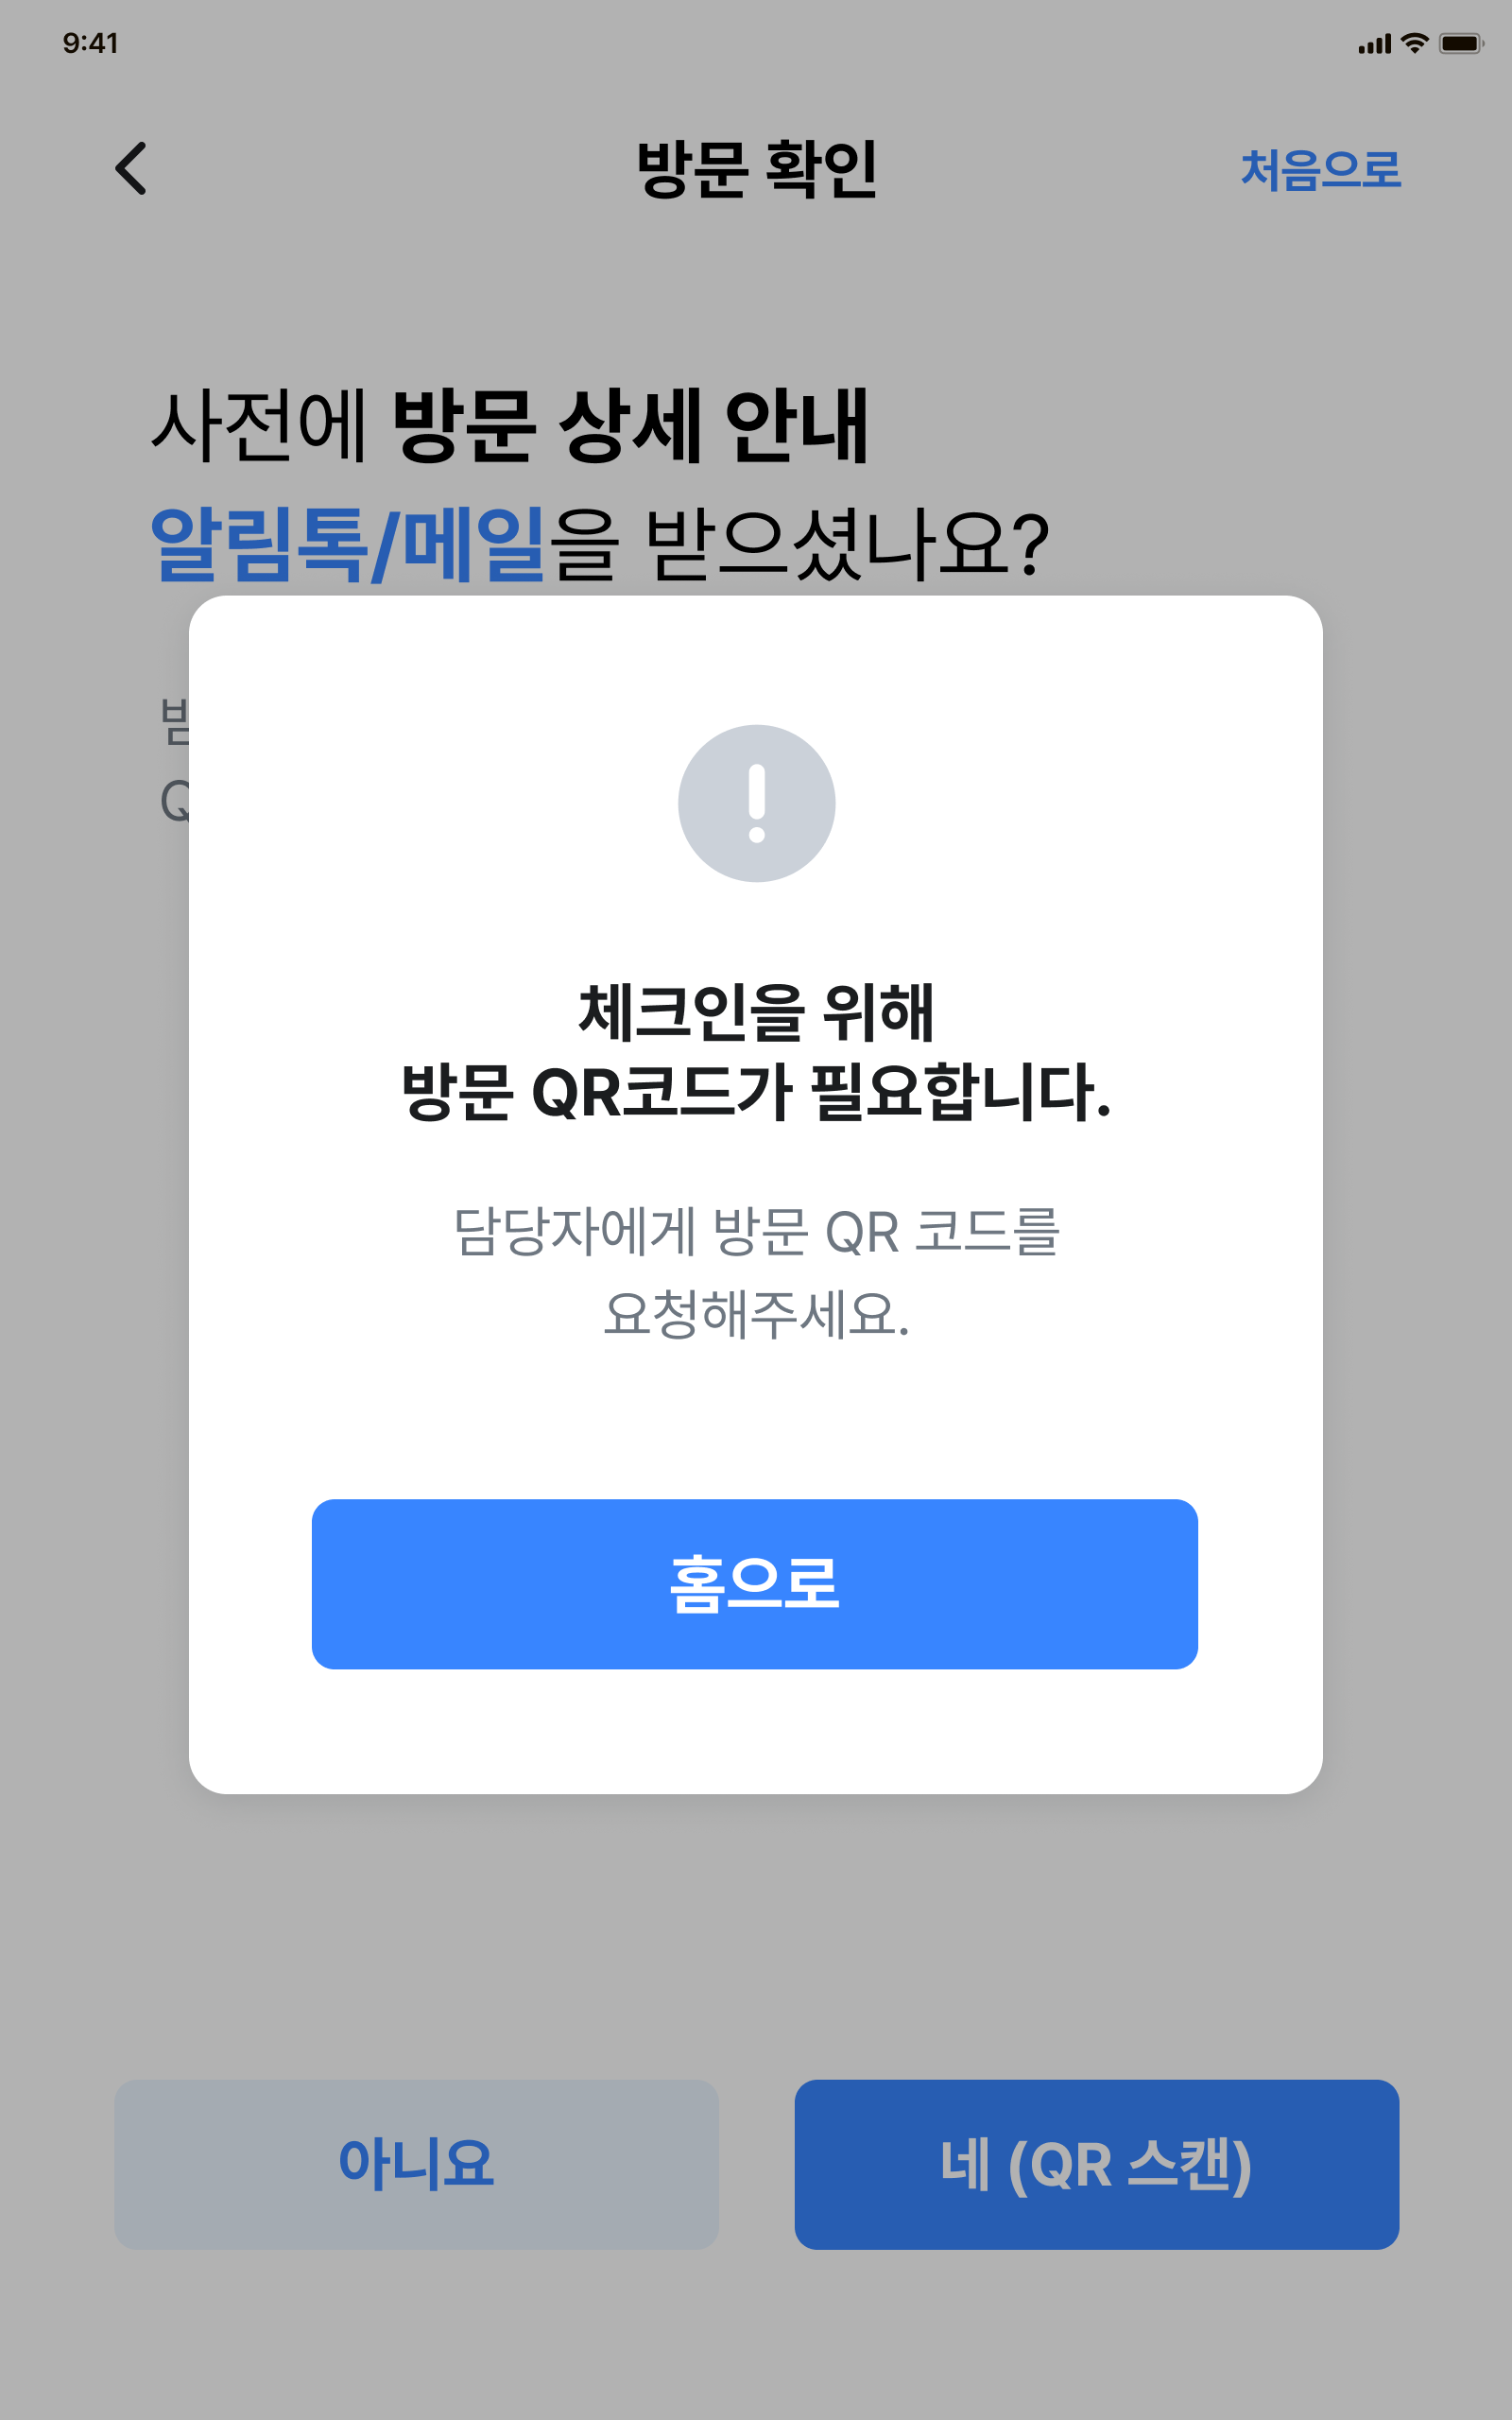 9:41
방문 확인
처음으로
사전에 방문 상세 안내
알림톡/메일을 받으셨나요?
체크인을 위해
방문 QR코드가 필요합니다.
담당자에게 방문 QR 코드를
요청해주세요.
홈으로
아니요
네 (QR 스캔)